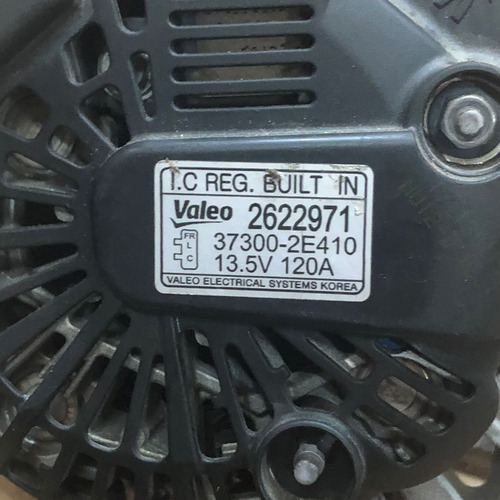 I.C REG. BUILT IN
Valeo 2622971
FR
L
C
37300-2E410
13.5V 120A
VALEO ELECTRICAL SYSTEMS KOREA